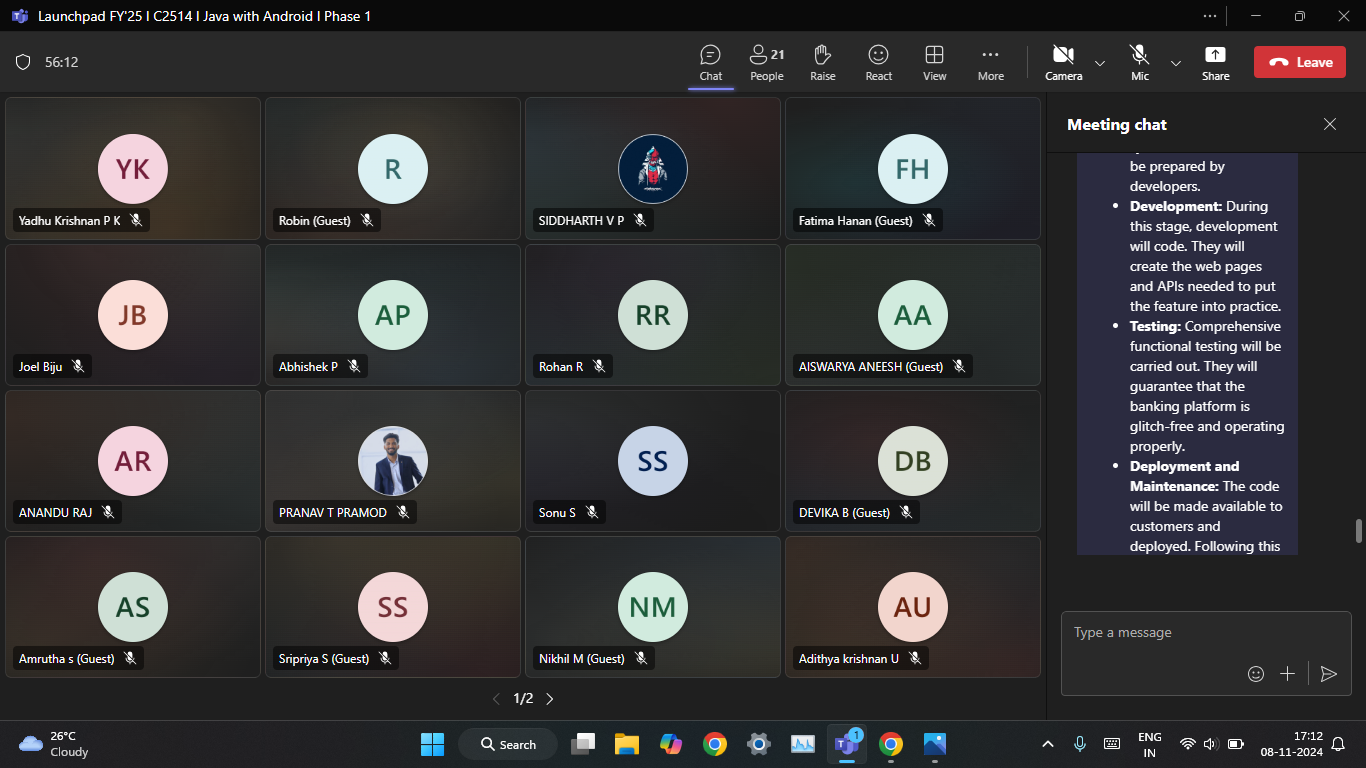 Launchpad FY'25 I C2514 I Java with Android I Phase 1
56:12
Chat
21
People
Raise
React
View
More
Camera
Mic
Share
Leave
YK
Yadhu Krishnan P K
R
Robin (Guest)
SIDDHARTH V P
FH
Fatima Hanan (Guest)
JB
Joel Biju
AP
Abhishek P
RR
Rohan R
AA
AISWARYA ANEESH (Guest)
AR
ANANDU RAJ
PRANAV T PRAMOD
SS
Sonu S
DB
DEVIKA B (Guest)
AS
Amrutha s (Guest)
SS
Sripriya S (Guest)
NM
Nikhil M (Guest)
AU
Adithya krishnan U
1/2
Meeting chat
be prepared by
developers.
• Development: During
this stage, development
will code. They will
create the web pages
and APIs needed to put
the feature into practice.
• Testing: Comprehensive
functional testing will be
carried out. They will
guarantee that the
banking platform is
glitch-free and operating
properly.
• Deployment and
Maintenance: The code
will be made available to
customers and
deployed. Following this
Type a message
26°C
Cloudy
Search
1
ENG
IN
17:12
08-11-2024